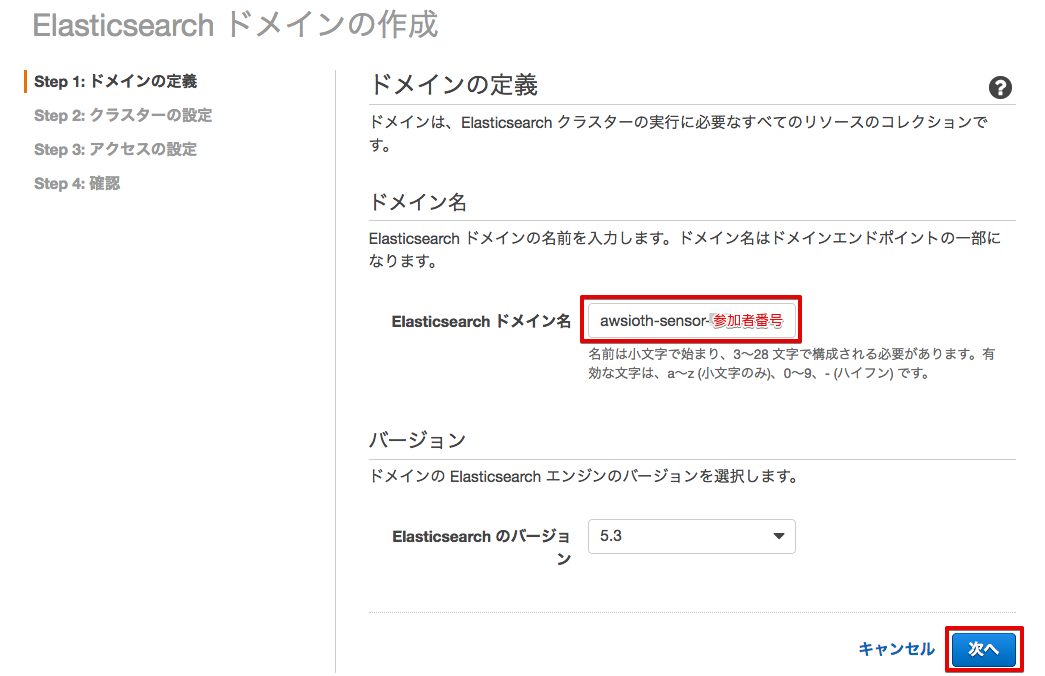 Elasticsearch ドメインの作成
Step 1: ドメインの定義
Step 2: クラスターの設定
Step 3: アクセスの設定
Step 4: 確認
ドメインの定義
?
ドメインは、Elasticsearch クラスターの実行に必要なすべてのリソースのコレクションで
す。
ドメイン名
Elasticsearch ドメインの名前を入力します。ドメイン名はドメインエンドポイントの一部に
なります。
Elasticsearch ドメイン名
awsioth-sensor-参加者番号
名前は小文字で始まり、3〜28 文字で構成される必要があります。有
効な文字は、a〜z (小文字のみ)、0〜9、- (ハイフン) です。
バージョン
ドメインの Elasticsearch エンジンのバージョンを選択します。
Elasticsearch のバージョ
ン
5.3
キャンセル
次へ